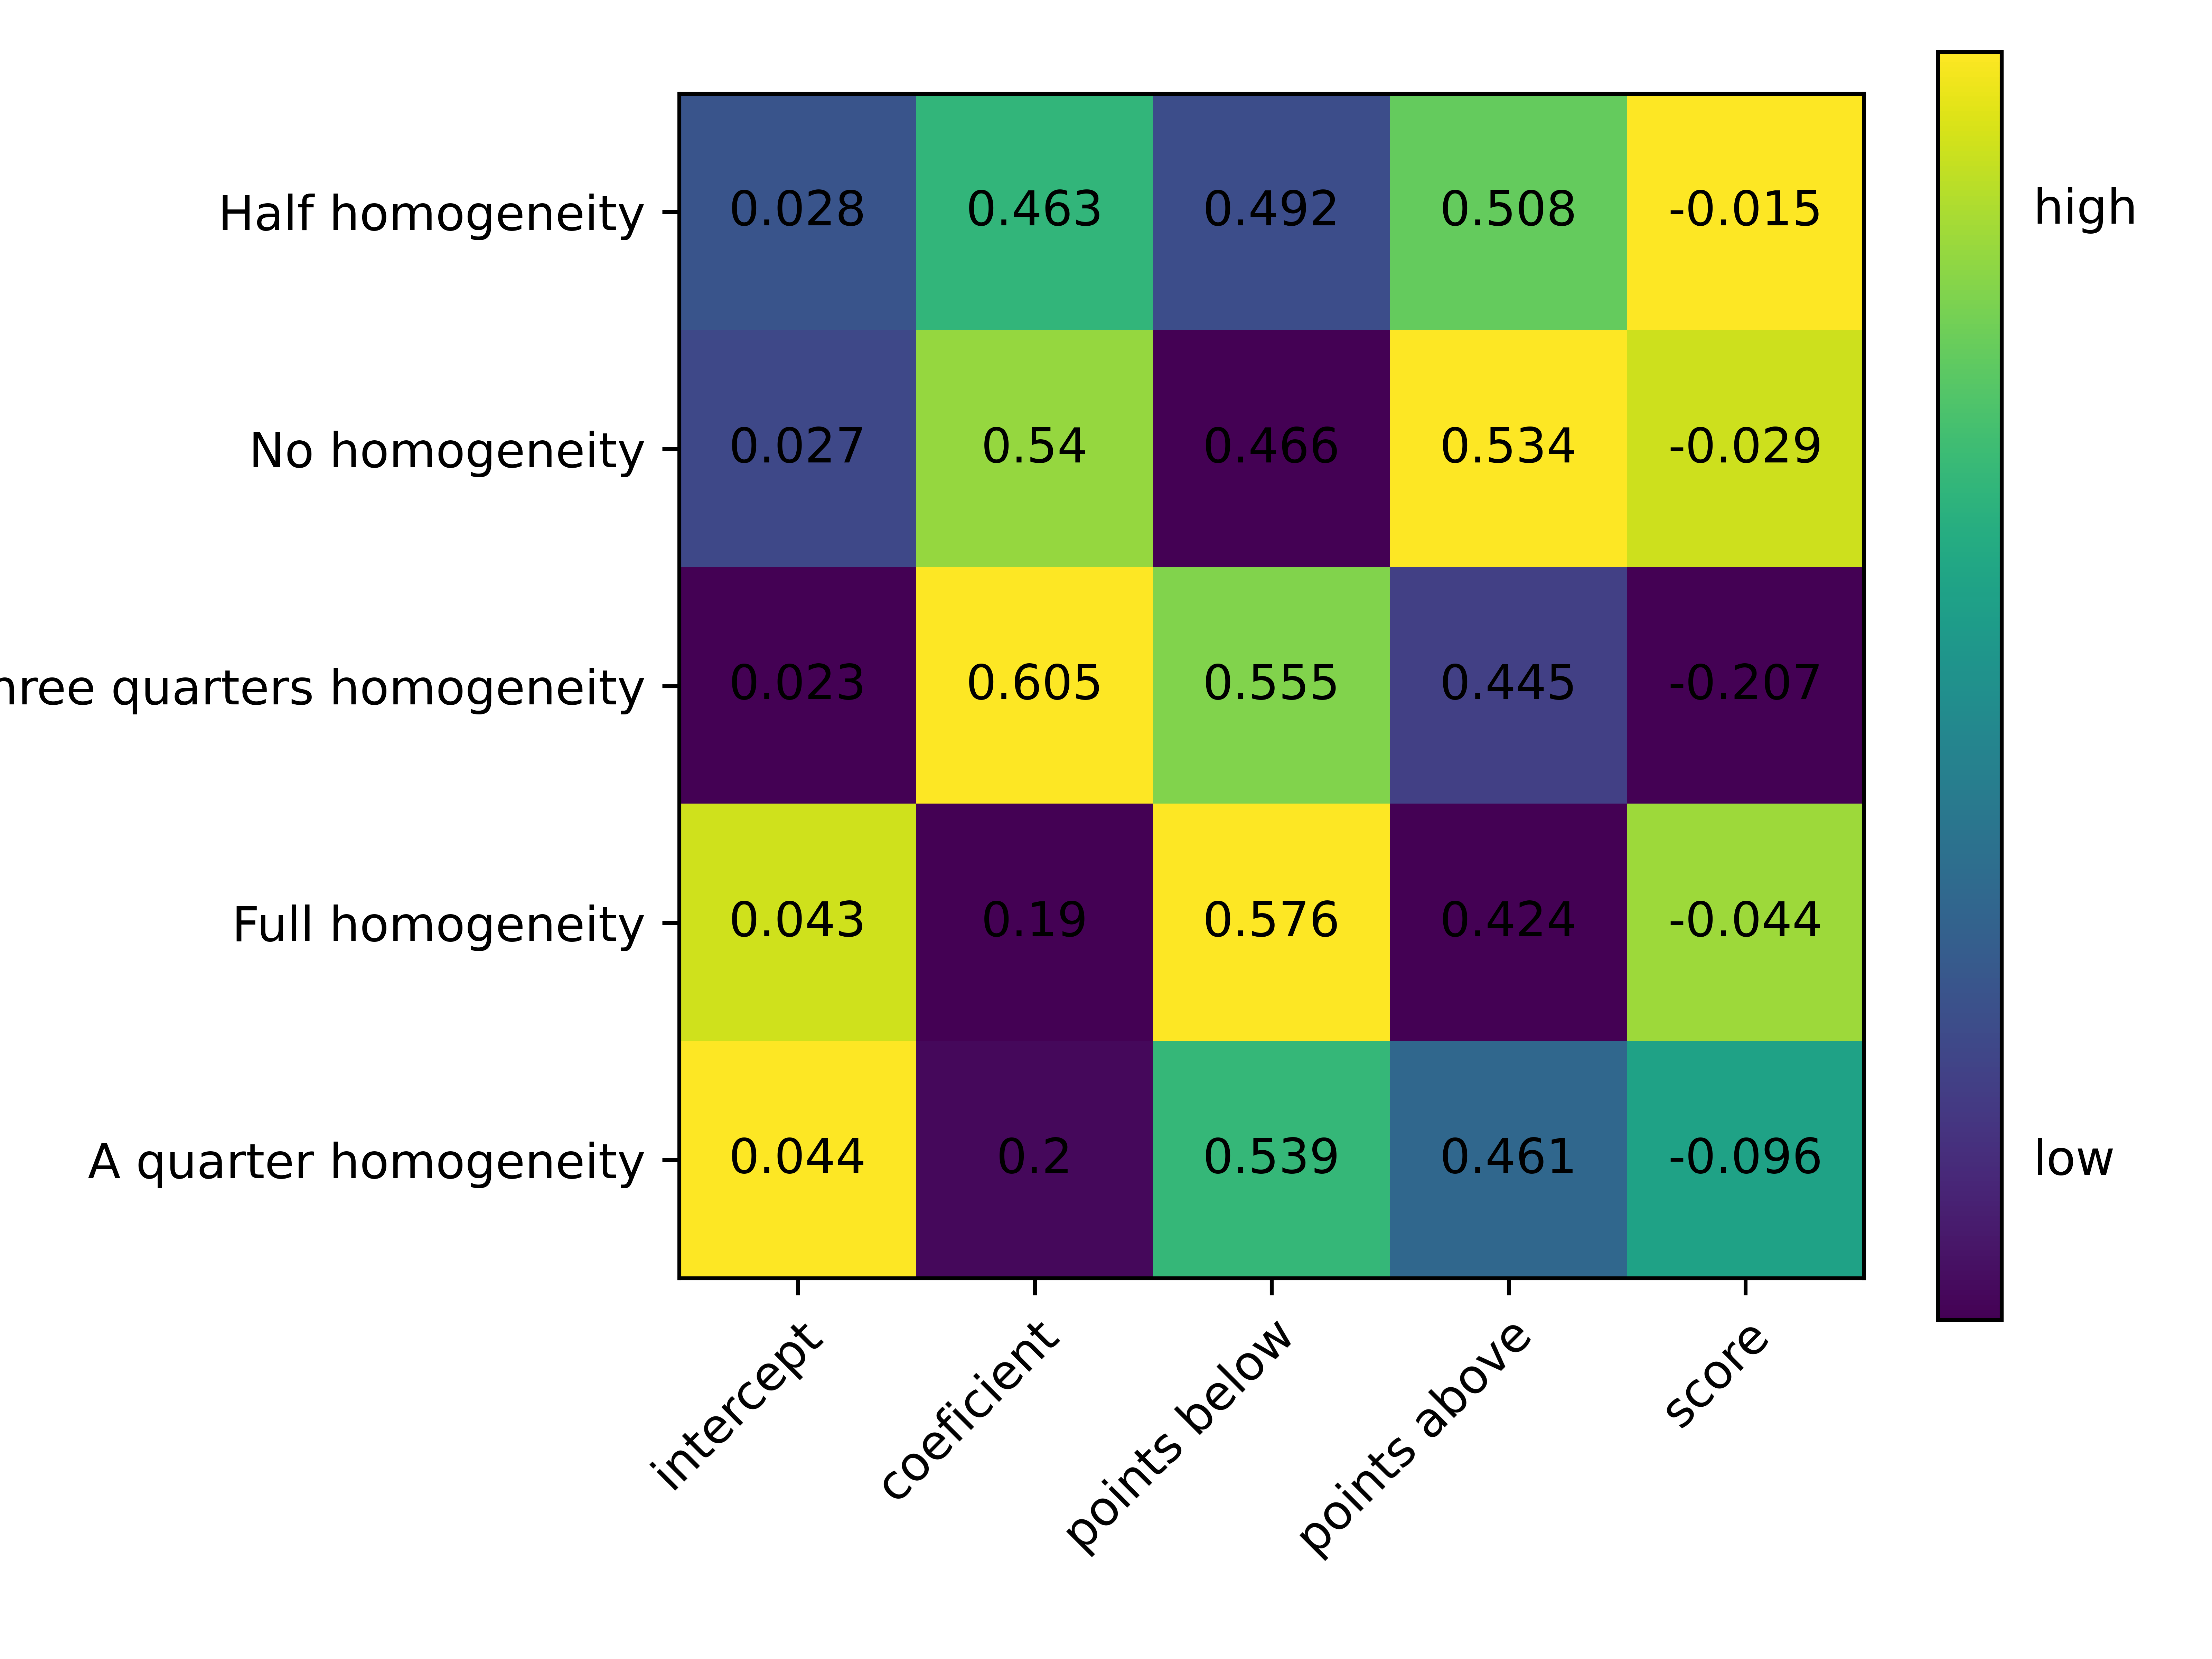 high
Half homogeneity 0.028 0.463 0.492 0.508 -0.015
No homogeneity 0.027 0.54 0.466 0.534 -0.029
hree quarters homogeneity 0.023 0.605 0.555 0.445 -0.207
Full homogeneity 0.043 0.19 0.576 0.424 -0.044
A quarter homogeneity 0.044 0.2 0.539 0.461 -0.096
low
intercept
coeficient
points below
points above
score